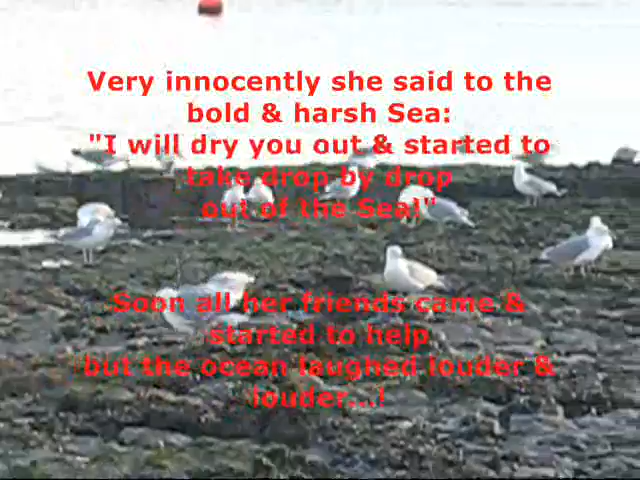 Very innocently she said to the
bold & harsh Sea:
"I will dry you out & started to
take drop by drop
out of the Sea!"
Soon all her friends came &
started to help
but the ocean laughed louder &
louder...!